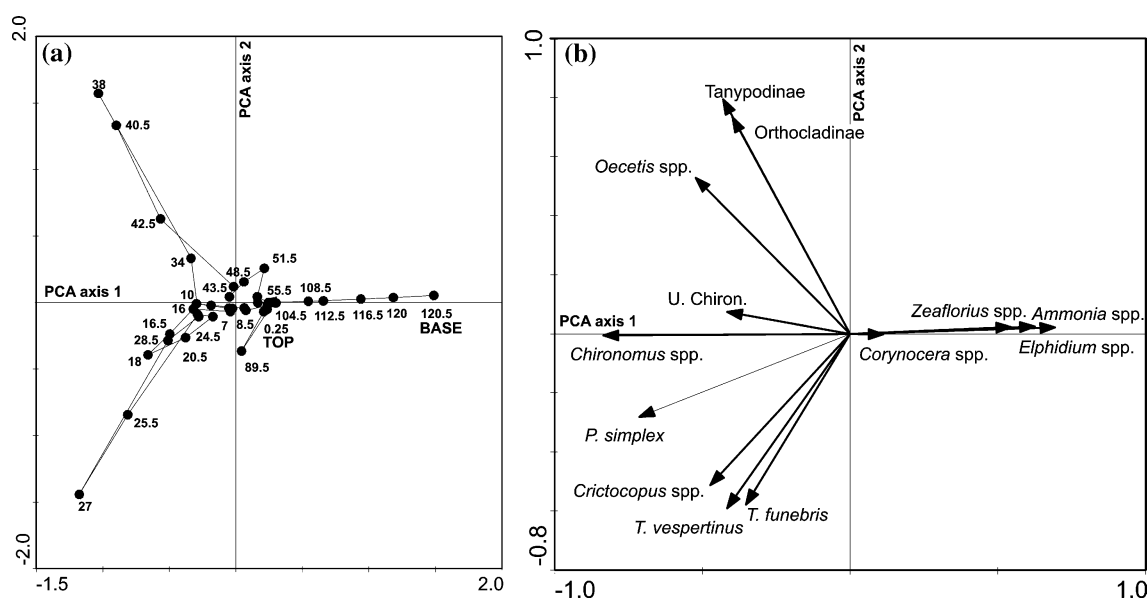 2.0
(a)
PCA axis 2
38
40.5
42.5
34
48.5
51.5
PCA axis 1
10
43.5
55.5
108.5
16
16.5
7
8.5
104.5
112.5
116.5
120
120.5
0.25
BASE
28.5
24.5
TOP
18
20.5
89.5
25.5
27
-2.0
-1.5
2.0
1.0
(b)
PCA axis 2
Tanypodinae
Orthocladinae
Oecetis spp.
U. Chiron.
Zeaflorius spp.
Ammonia spp.
PCA axis 1
Chironomus spp.
Corynocera spp.
Elphidium spp.
P. simplex
Crictocopus spp.
T. vespertinus
T. funebris
-0.8
-1.0
1.0